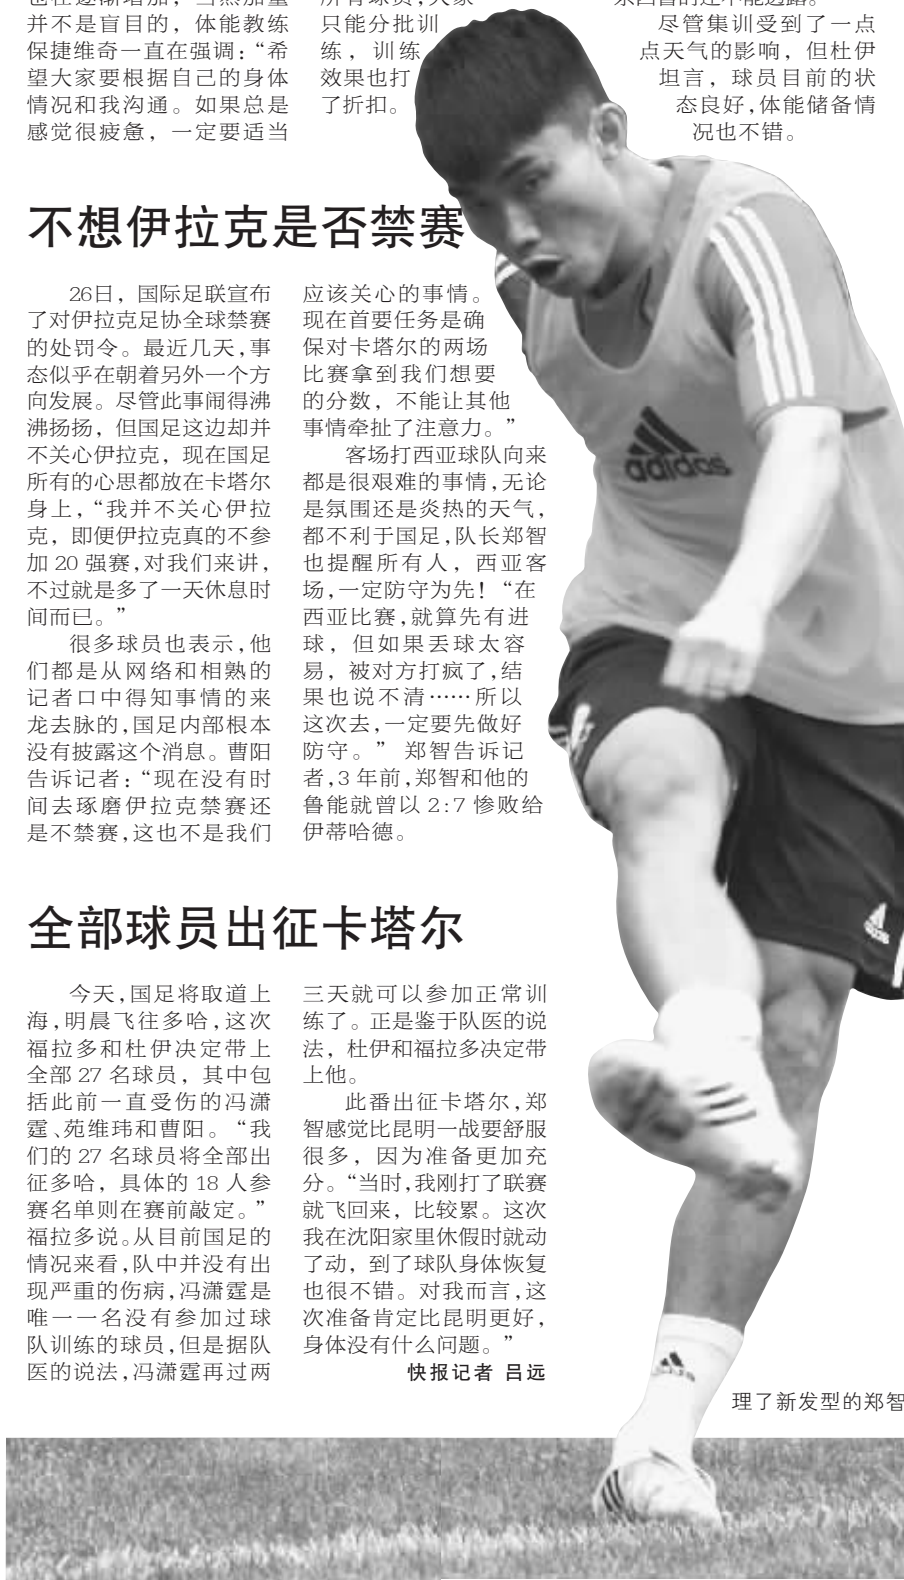 并不是盲目的，体能教练
保捷维奇一直在强调：“希
望大家要根据自己的身体
情况和我沟通。如果总是
感觉很疲惫，一定要适当
只能分批训
练，训练
效果也打
了折扣。
尽管集训受到了一点
点天气的影响，但杜伊
坦言，球员目前的状
态良好，体能储备情
况也不错。
不想伊拉克是否禁赛
26日，国际足联宣布
了对伊拉克足协全球禁赛
的处罚令。最近几天，事
态似乎在朝着另外一个方
向发展。尽管此事闹得沸
沸扬扬，但国足这边却并
不关心伊拉克，现在国足
所有的心思都放在卡塔尔
身上，“我并不关心伊拉
克，即便伊拉克真的不参
加 20 强赛，对我们来讲，
不过就是多了一天休息时
间而已。”
很多球员也表示，他
们都是从网络和相熟的
记者口中得知事情的来
龙去脉的，国足内部根本
没有披露这个消息。曹阳
告诉记者：“现在没有时
间去琢磨伊拉克禁赛还
是不禁赛，这也不是我们
应该关心的事情。
现在首要任务是确
保对卡塔尔的两场
比赛拿到我们想要
的分数，不能让其他
事情牵扯了注意力。”
客场打西亚球队向来
都是很艰难的事情，无论
是氛围还是炎热的天气，
都不利于国足，队长郑智
也提醒所有人，西亚客
场，一定防守为先！“在
西亚比赛，就算先有进
球，但如果丢球太容
易，被对方打疯了，结
果也说不清……所以
这次去，一定要先做好
防守。” 郑智告诉记
者，3 年前，郑智和他的
鲁能就曾以 2:7 惨败给
伊蒂哈德。
全部球员出征卡塔尔
今天，国足将取道上
海，明晨飞往多哈，这次
福拉多和杜伊决定带上
全部 27 名球员，其中包
括此前一直受伤的冯潇
霆、苑维玮和曹阳。“我
们的 27 名球员将全部出
征多哈，具体的 18 人参
赛名单则在赛前敲定。”
福拉多说。从目前国足的
情况来看，队中并没有出
现严重的伤病，冯潇霆是
唯一一名没有参加过球
队训练的球员，但是据队
医的说法，冯潇霆再过两
三天就可以参加正常训
练了。正是鉴于队医的说
法，杜伊和福拉多决定带
上他。
此番出征卡塔尔，郑
智感觉比昆明一战要舒服
很多，因为准备更加充
分。“当时，我刚打了联赛
就飞回来，比较累。这次
我在沈阳家里休假时就动
了动，到了球队身体恢复
也很不错。对我而言，这
次准备肯定比昆明更好，
身体没有什么问题。”
快报记者 吕远
adidas
理了新发型的郑智